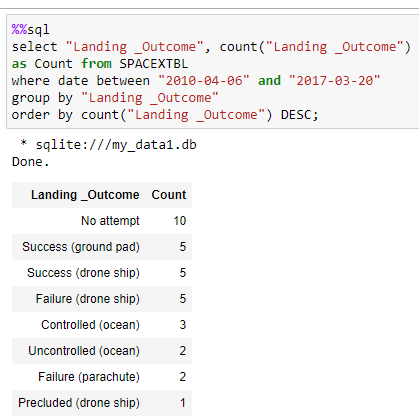 %%sql
select "Landing _Outcome", count("Landing _Outcome")
as Count from SPACEXTBL
where date between "2010-04-06" and "2017-03-20"
group by "Landing _Outcome"
order by count("Landing _Outcome") DESC;
* sqlite:///my_data1.db
Done.
Landing _Outcome Count
No attempt 10
Success (ground pad) 5
Success (drone ship) 5
Failure (drone ship) 5
Controlled (ocean) 3
Uncontrolled (ocean) 2
Failure (parachute) 2
Precluded (drone ship) 1